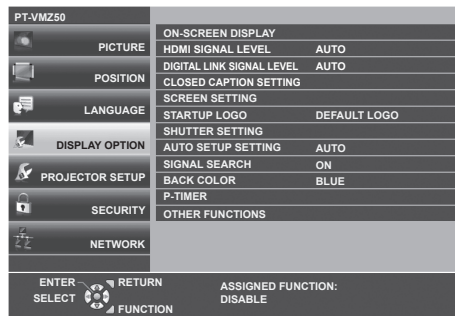 PT-VMZ50
PICTURE
POSITION
LANGUAGE
DISPLAY OPTION
PROJECTOR SETUP
SECURITY
NETWORK
ON-SCREEN DISPLAY
HDMI SIGNAL LEVEL AUTO
DIGITAL LINK SIGNAL LEVEL AUTO
CLOSED CAPTION SETTING
SCREEN SETTING
STARTUP LOGO DEFAULT LOGO
SHUTTER SETTING
AUTO SETUP SETTING AUTO
SIGNAL SEARCH ON
BACK COLOR BLUE
P-TIMER
OTHER FUNCTIONS
ENTER RETURN
SELECT
FUNCTION
ASSIGNED FUNCTION:
DISABLE